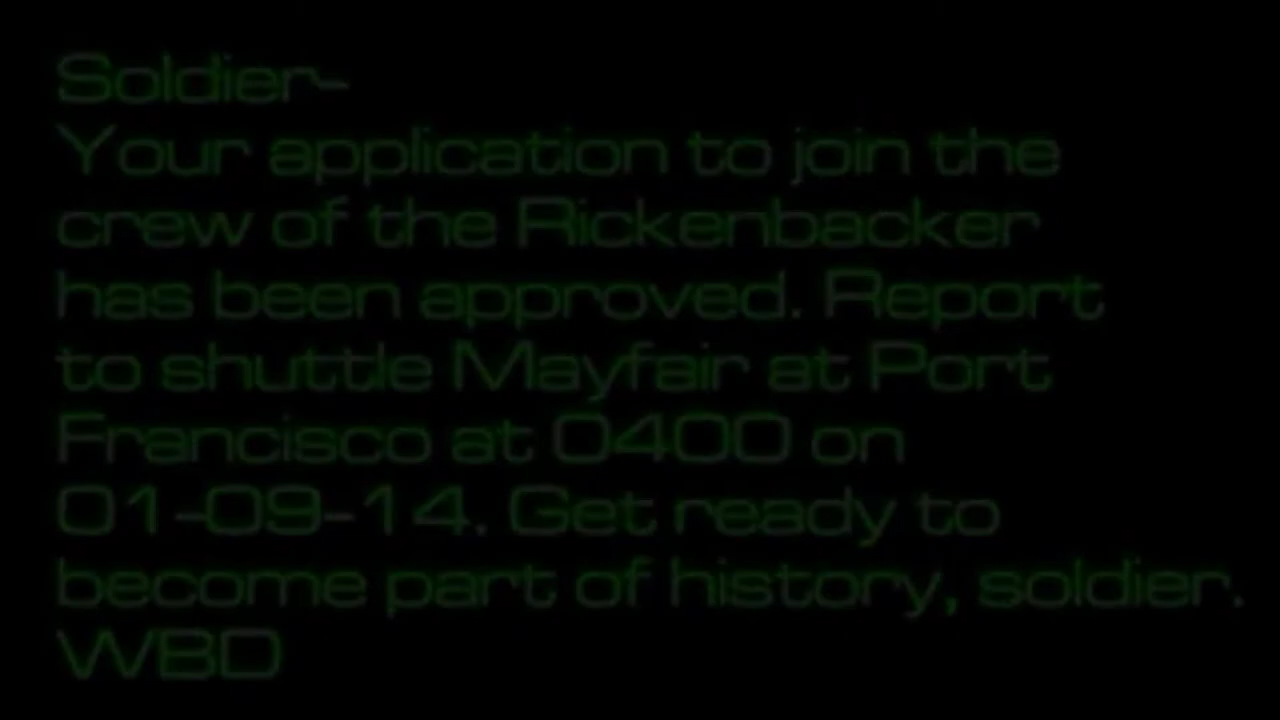 Soldier-
Your application to join the
crew of the Rickenbacker
has been approved. Report
to shuttle Mayfair at Port
Francisco at 0400 on
01-09-14. Get ready to
become part of history, soldier.
WBD